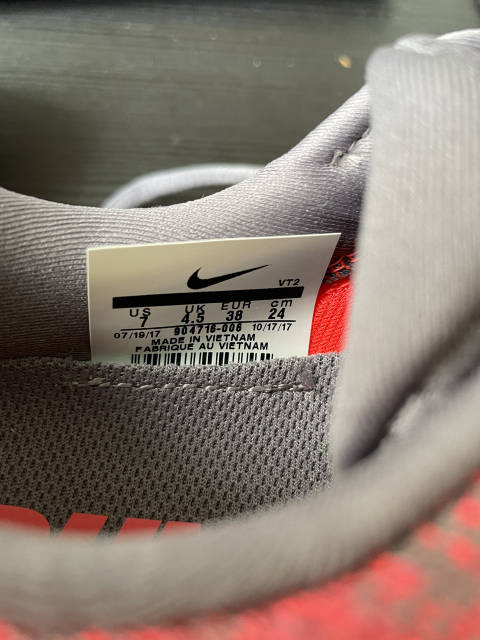 VT2
US UK EUR cm
7 4.5 38 24
07/19/17 904716-006 10/17/17
MADE IN VIETNAM
FABRIQUE AU VIETNAM